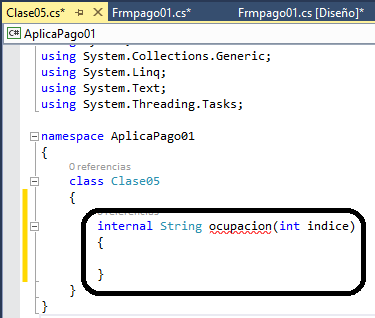 Clase05.cs* Frmpago01.cs* Frmpago01.cs [Diseño]*
C# AplicaPago01
using System.Collections.Generic;
using System.Linq;
using System.Text;
using System.Threading.Tasks;
namespace AplicaPago01
{
0 referencias
class Clase05
{
0 referencias
internal String ocupacion(int indice)
{
}
}
}